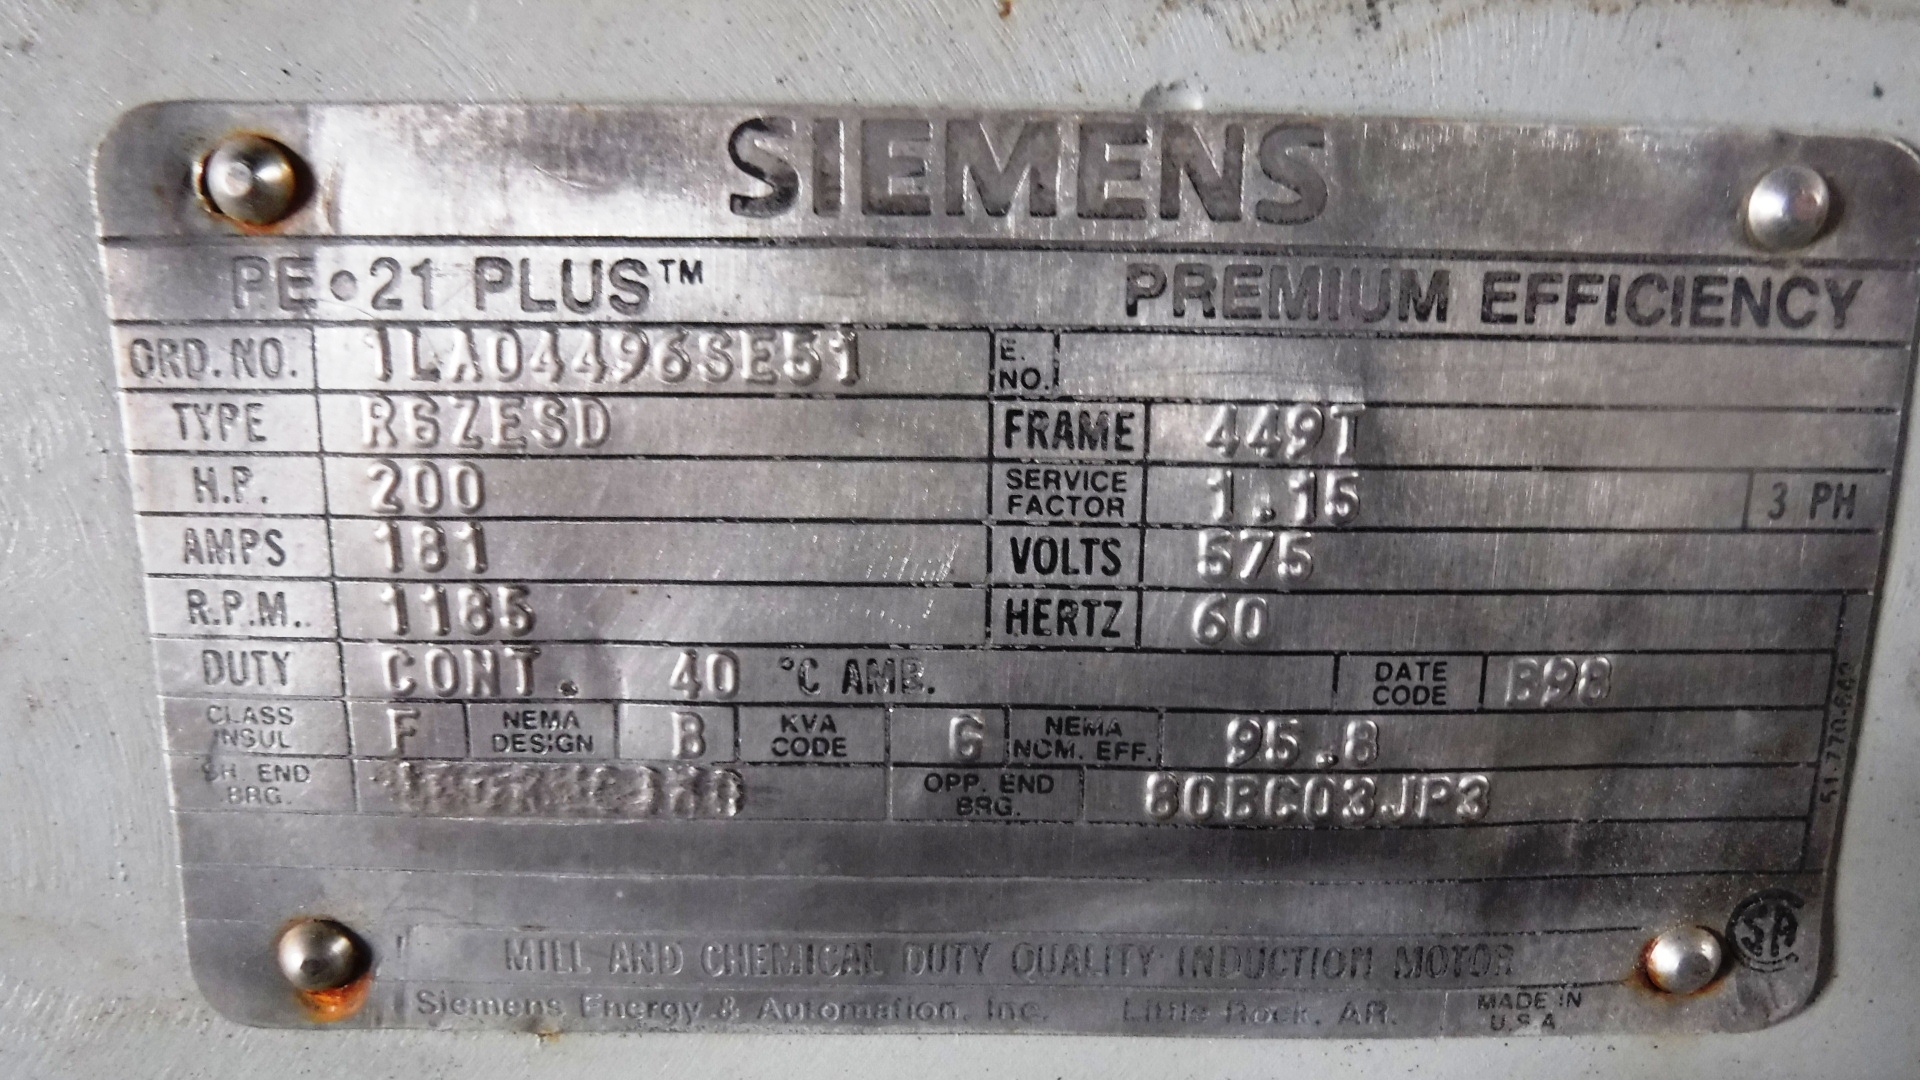 SIEMENS
PE•21 PLUS™ PREMIUM EFFICIENCY
ORD. NO. 1LA04496SE51 E. NO.
TYPE RGZESD FRAME 449T
H.P. 200 SERVICE FACTOR 1.15 3 PH
AMPS 181 VOLTS 575
R.P.M. 1185 HERTZ 60
DUTY CONT. 40 °C AMB. DATE CODE B98
CLASS INSUL F NEMA DESIGN B KVA CODE G NEMA NOM. EFF. 95.8
SH. END BRG. OPP. END BRG. 80BC03JP3
MILL AND CHEMICAL DUTY QUALITY INDUCTION MOTOR
Siemens Energy & Automation, Inc. Little Rock, AR. MADE IN U.S.A